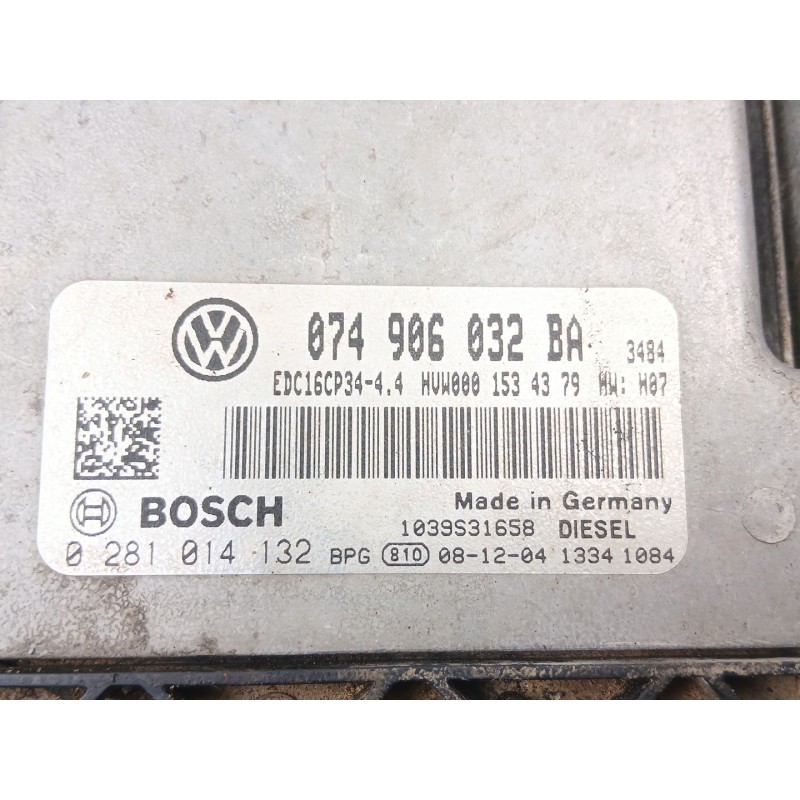 074 906 032 BA 3484
EDC16CP34-4.4 HVW000 153 43 79 HW: H07
BOSCH Made in Germany
1039S31658 DIESEL
0 281 014 132 BPG 810 08-12-04 1334 1084